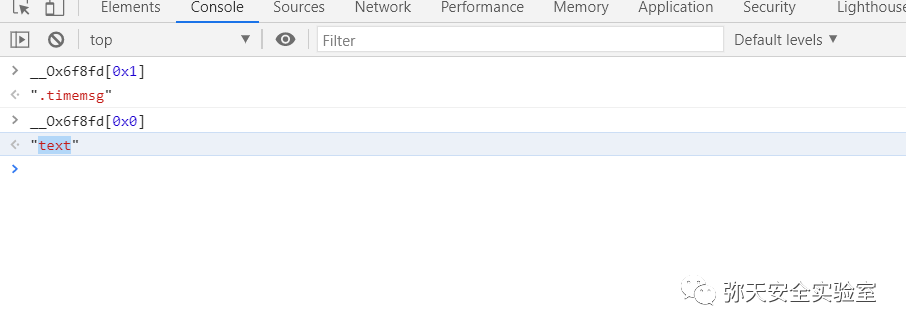 Elements Console Sources Network Performance Memory Application Security Lighthouse
top ▼ Filter Default levels ▼
> __0x6f8fd[0x1]
<· ".timemsg"
> __0x6f8fd[0x0]
<· "text"
>
弥天安全实验室